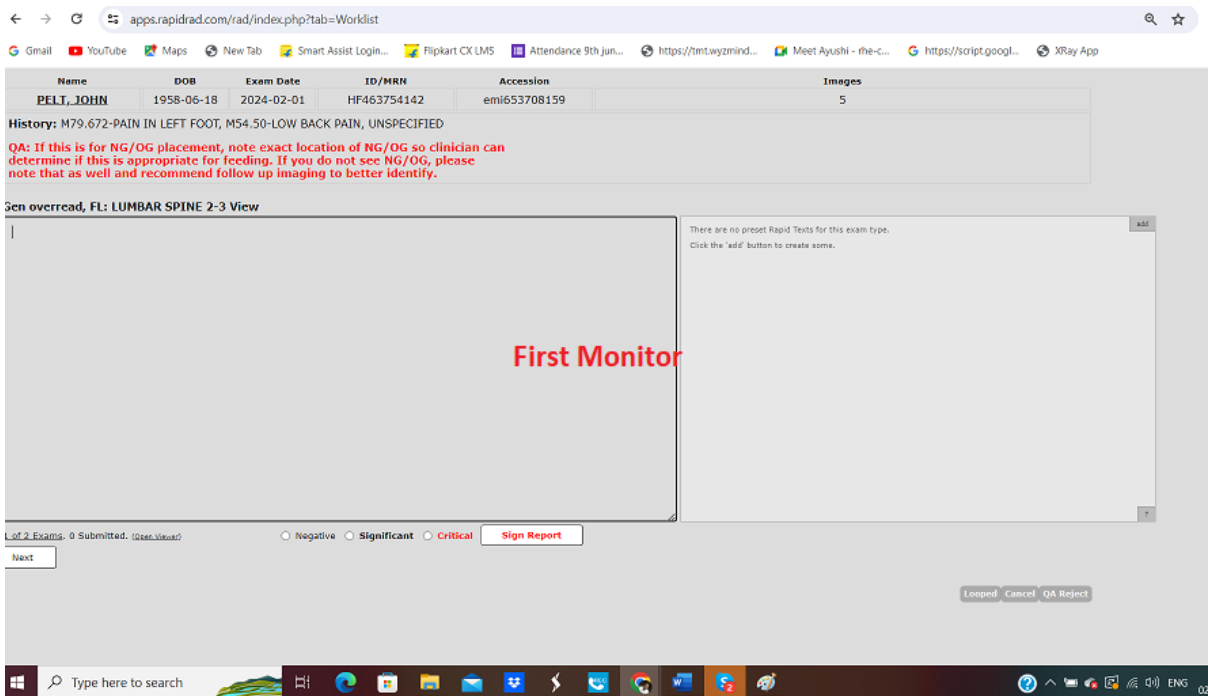 apps.rapidrad.com/rad/index.php?tab=Worklist
Gmail YouTube Maps New Tab Smart Assist Login... Flipkart CX LMS Attendance 9th jun... https://tmt.wyzmind... Meet Ayushi - rhe-c... https://script.googl... XRay App
Name DOB Exam Date ID/MRN Accession Images
PELT, JOHN 1958-06-18 2024-02-01 HF463754142 emi653708159 5
History: M79.672-PAIN IN LEFT FOOT, M54.50-LOW BACK PAIN, UNSPECIFIED
QA: If this is for NG/OG placement, note exact location of NG/OG so clinician can
determine if this is appropriate for feeding. If you do not see NG/OG, please
note that as well and recommend follow up imaging to better identify.
Gen overread, FL: LUMBAR SPINE 2-3 View
There are no preset Rapid Texts for this exam type. add
Click the 'add' button to create some.
First Monitor
?
1 of 2 Exams. 0 Submitted. (Open Viewer) Negative Significant Critical Sign Report
Next
Looped Cancel QA Reject
Type here to search ENG